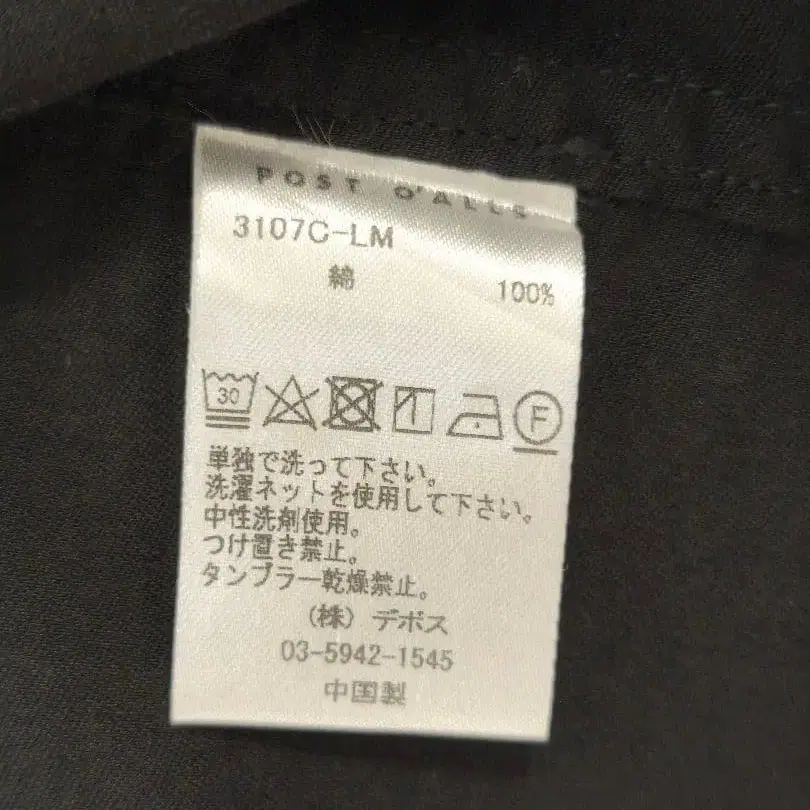 POST O'ALLS
3107C-LM
綿 100%
30 F
単独で洗って下さい。
洗濯ネットを使用して下さい。
中性洗剤使用。
つけ置き禁止。
タンブラー乾燥禁止。
(株) デポス
03-5942-1545
中国製